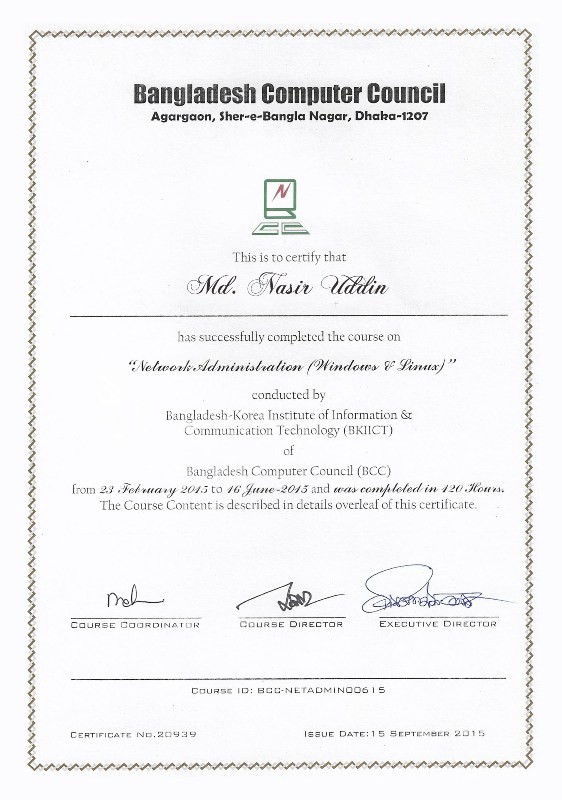 Bangladesh Computer Council
Agargaon, Sher-e-Bangla Nagar, Dhaka-1207
This is to certify that
Md. Nasir Uddin
has successfully completed the course on
"Network Administration (Windows & Linux)"
conducted by
Bangladesh-Korea Institute of Information &
Communication Technology (BKIICT)
of
Bangladesh Computer Council (BCC)
from 23 February 2015 to 16 June-2015 and was completed in 120 Hours.
The Course Content is described in details overleaf of this certificate.
COURSE COORDINATOR
COURSE DIRECTOR
EXECUTIVE DIRECTOR
COURSE ID: BCC-NETADMIN00615
CERTIFICATE NO.20939
ISSUE DATE:15 SEPTEMBER 2015